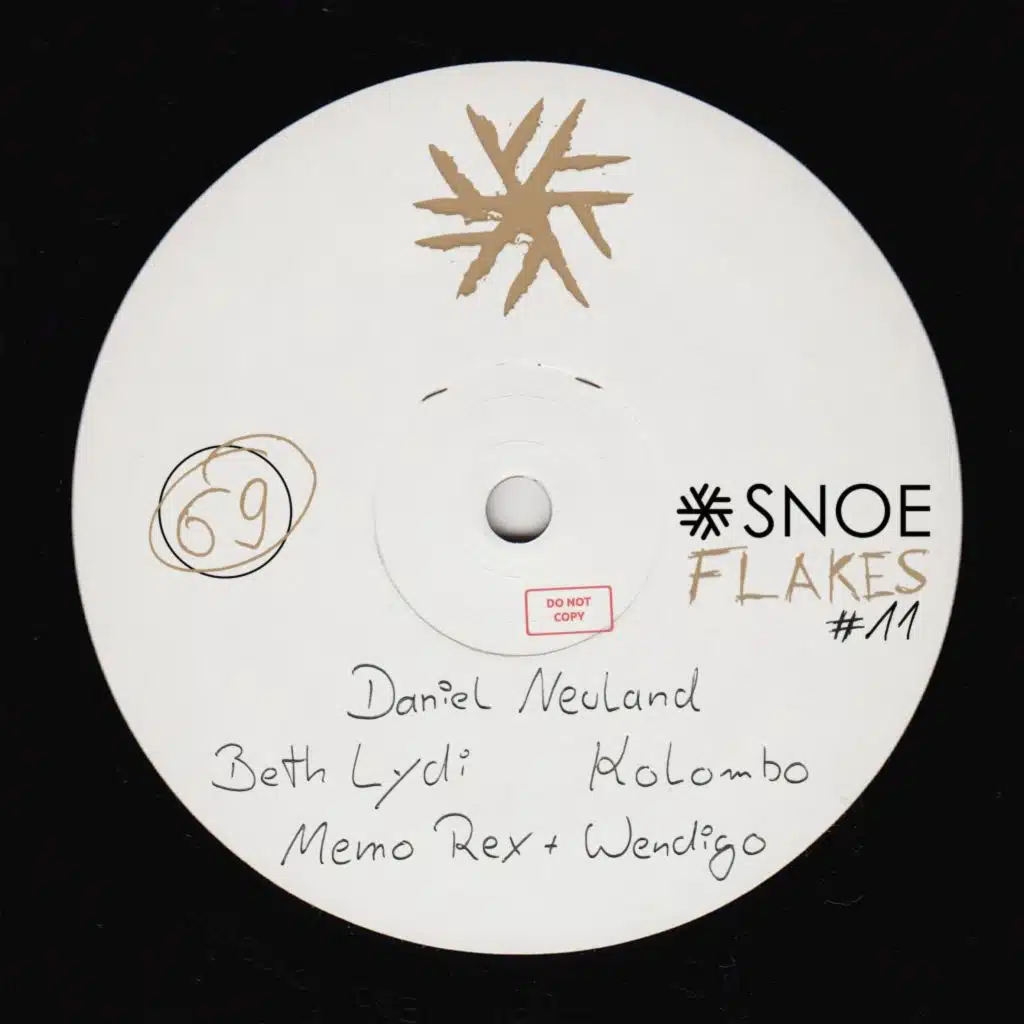 69
SNOE
FLAKES
#11
DO NOT
COPY
Daniel Neuland
Beth Lydi Kolombo
Memo Rex + Wendigo